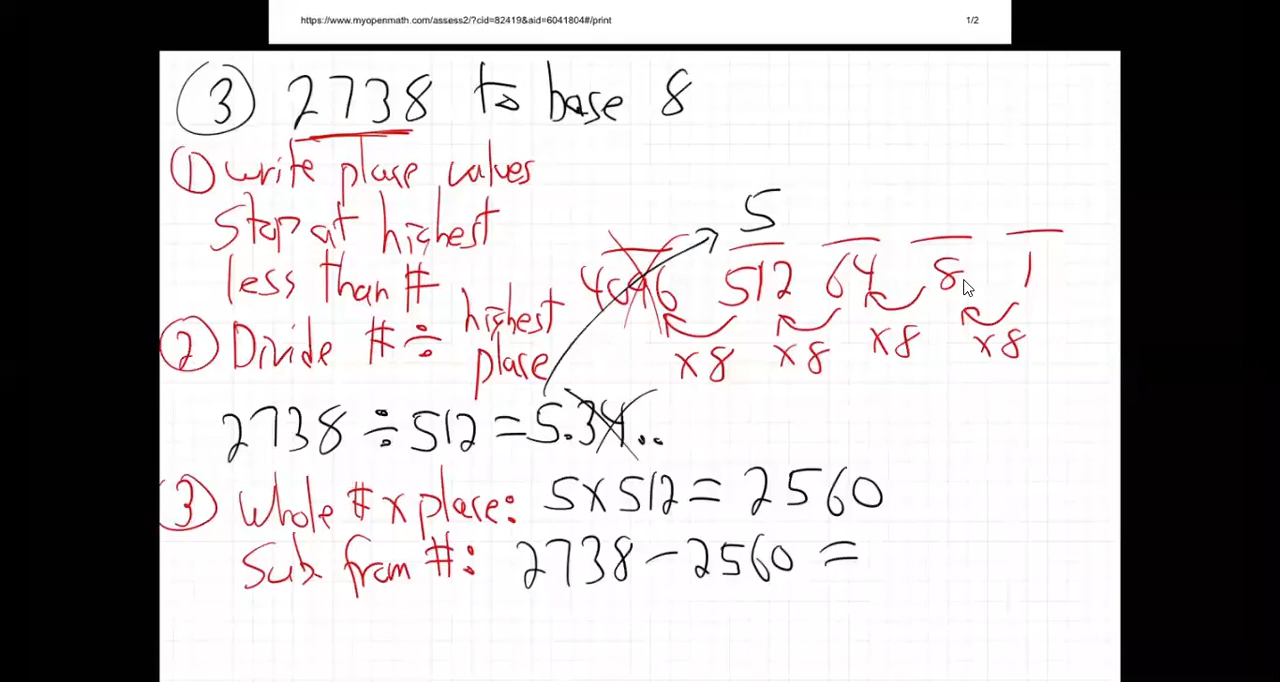 https://www.myopenmath.com/assess2/?cid=82419&aid=6041804#/print 1/2
③ 2738 to base 8
① write place values
Stop at highest
less than #
5
4096 512 64 8 1
x8 x8 x8 x8
② Divide # ÷ highest
place
2738 ÷ 512 = 5.34..
③ Whole # x place: 5x512 = 2560
Sub from #: 2738 - 2560 =